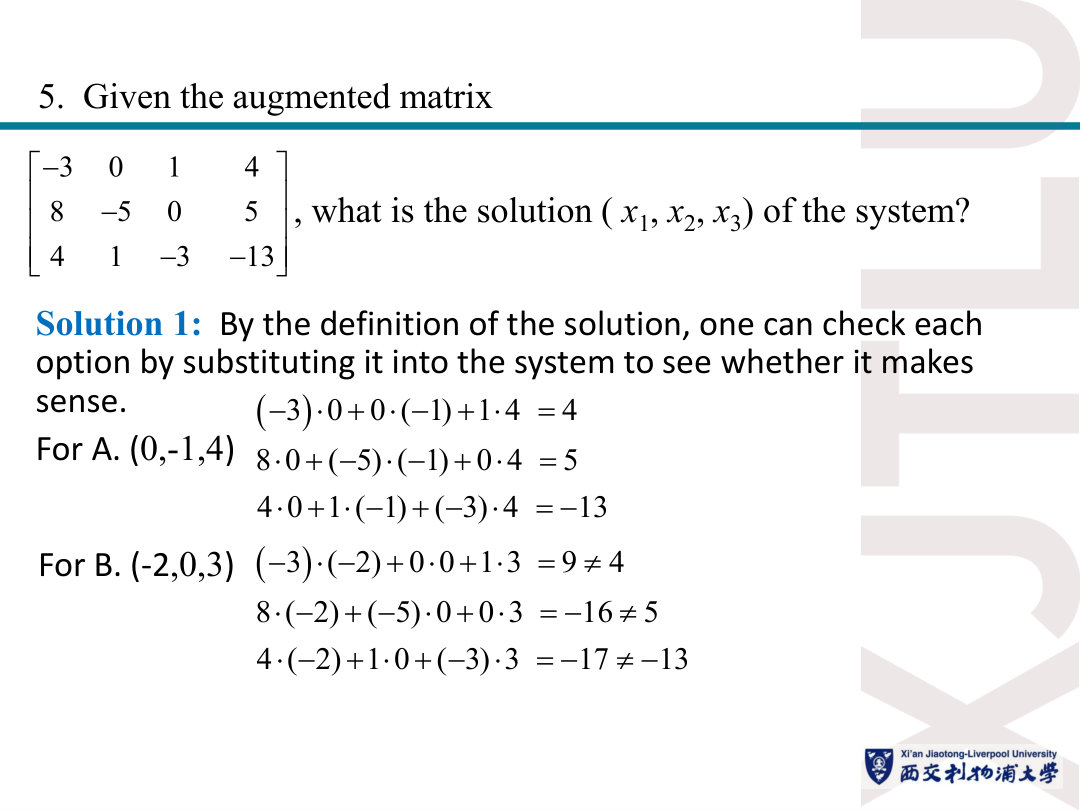 5. Given the augmented matrix
−3 0 1 4
8 −5 0 5 , what is the solution ( x₁, x₂, x₃) of the system?
4 1 −3 −13
Solution 1: By the definition of the solution, one can check each
option by substituting it into the system to see whether it makes
sense.
(−3)·0+0·(−1)+1·4 = 4
For A. (0,-1,4)
8·0+(−5)·(−1)+0·4 = 5
4·0+1·(−1)+(−3)·4 = −13
For B. (-2,0,3) (−3)·(−2)+0·0+1·3 = 9 ≠ 4
8·(−2)+(−5)·0+0·3 = −16 ≠ 5
4·(−2)+1·0+(−3)·3 = −17 ≠ −13
XJTLU
Xi'an Jiaotong-Liverpool University
西交利物浦大學